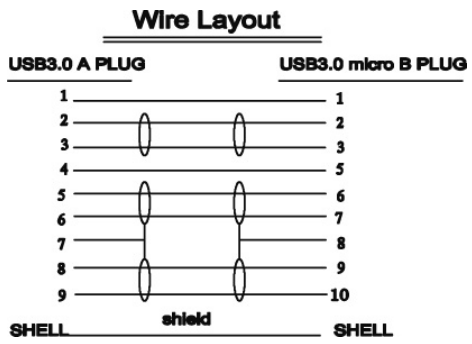 Wire Layout
USB3.0 A PLUG USB3.0 micro B PLUG
1 1
2 2
3 3
4 5
5 6
6 7
7 8
8 9
9 10
shield
SHELL SHELL